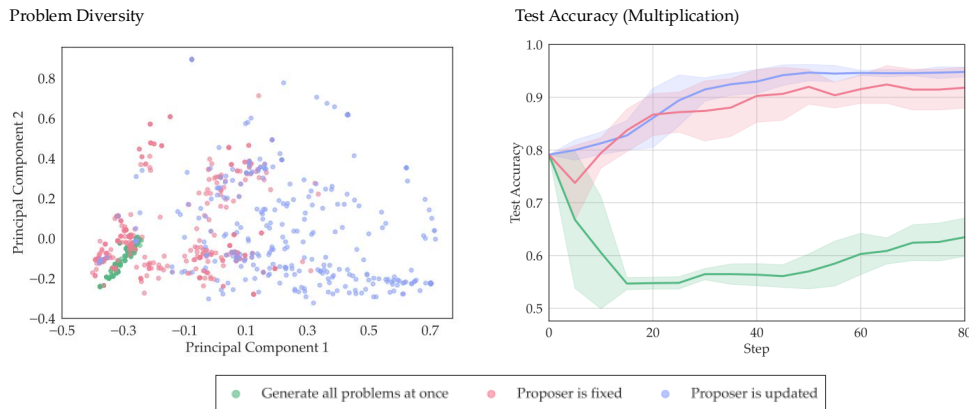 Problem Diversity
Test Accuracy (Multiplication)
Principal Component 2
0.8
0.6
0.4
0.2
0.0
−0.2
−0.4
−0.5
−0.3
−0.1
0.1
0.3
0.5
0.7
Principal Component 1
Test Accuracy
1.0
0.9
0.8
0.7
0.6
0.5
0
20
40
60
80
Step
Generate all problems at once
Proposer is fixed
Proposer is updated